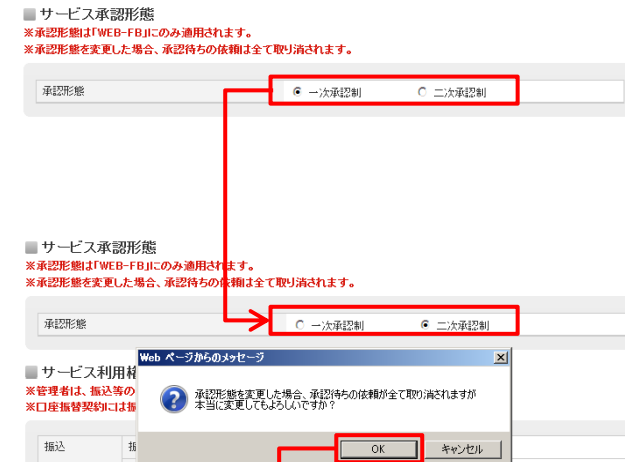 サービス承認形態
※承認形態は「WEB-FB」にのみ適用されます。
※承認形態を変更した場合、承認待ちの依頼は全て取り消されます。
承認形態
一次承認制
二次承認制
サービス承認形態
※承認形態は「WEB-FB」にのみ適用されます。
※承認形態を変更した場合、承認待ちの依頼は全て取り消されます。
承認形態
一次承認制
二次承認制
サービス利用権
※管理者は、振込等の
※口座振替契約には振
Web ページからのメッセージ
承認形態を変更した場合、承認待ちの依頼が全て取り消されますが
本当に変更してもよろしいですか？
OK
キャンセル
振込